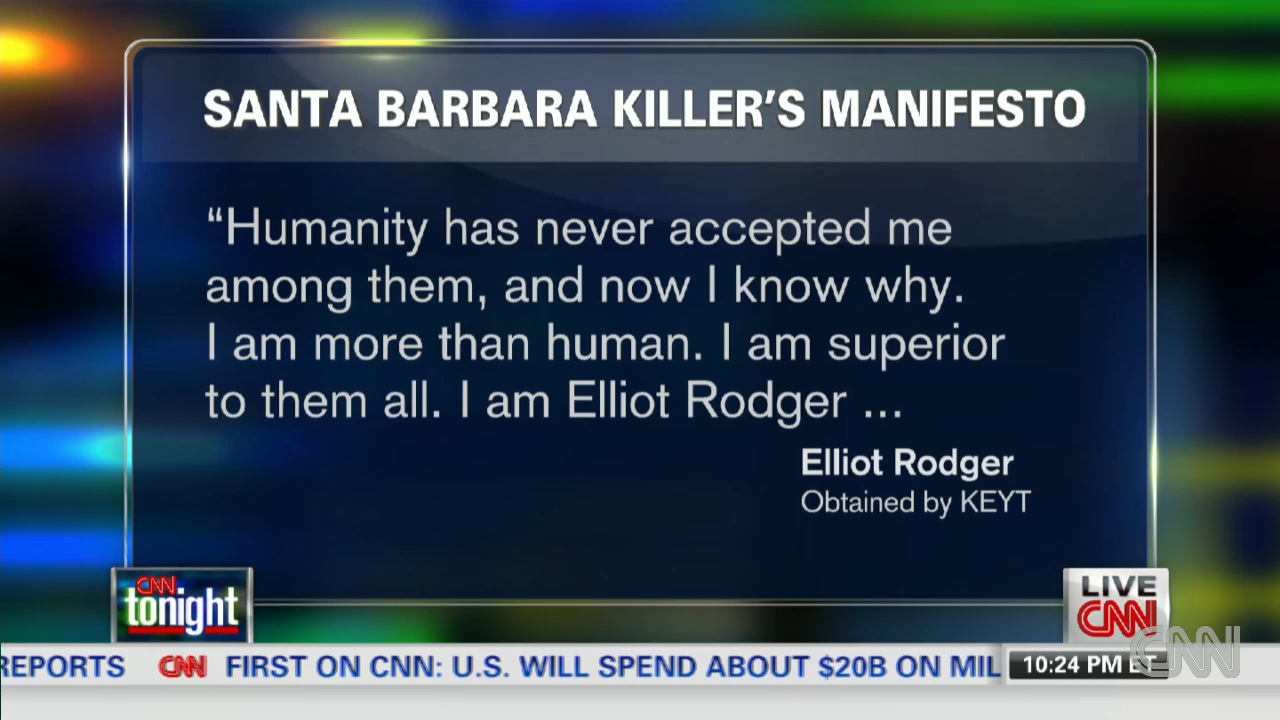 SANTA BARBARA KILLER'S MANIFESTO
“Humanity has never accepted me
among them, and now I know why.
I am more than human. I am superior
to them all. I am Elliot Rodger ...
Elliot Rodger
Obtained by KEYT
CNN
tonight
LIVE
CNN
REPORTS CNN FIRST ON CNN: U.S. WILL SPEND ABOUT $20B ON MIL
10:24 PM ET
CNN